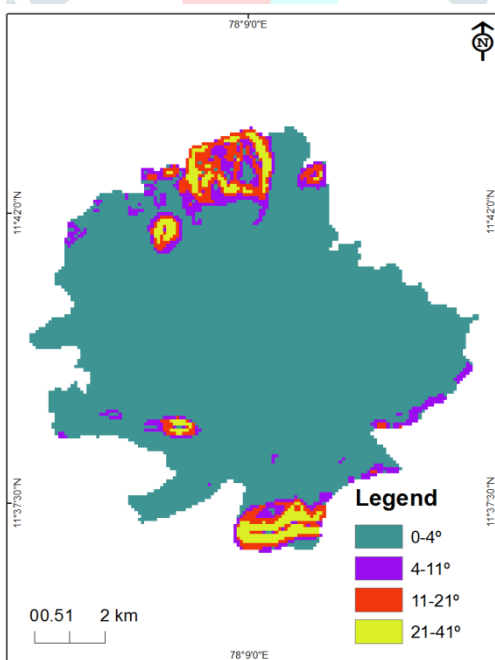 78°9'0"E
N
11°42'0"N
11°42'0"N
11°37'30"N
11°37'30"N
Legend
0-4º
4-11º
11-21º
21-41º
00.51 2 km
78°9'0"E